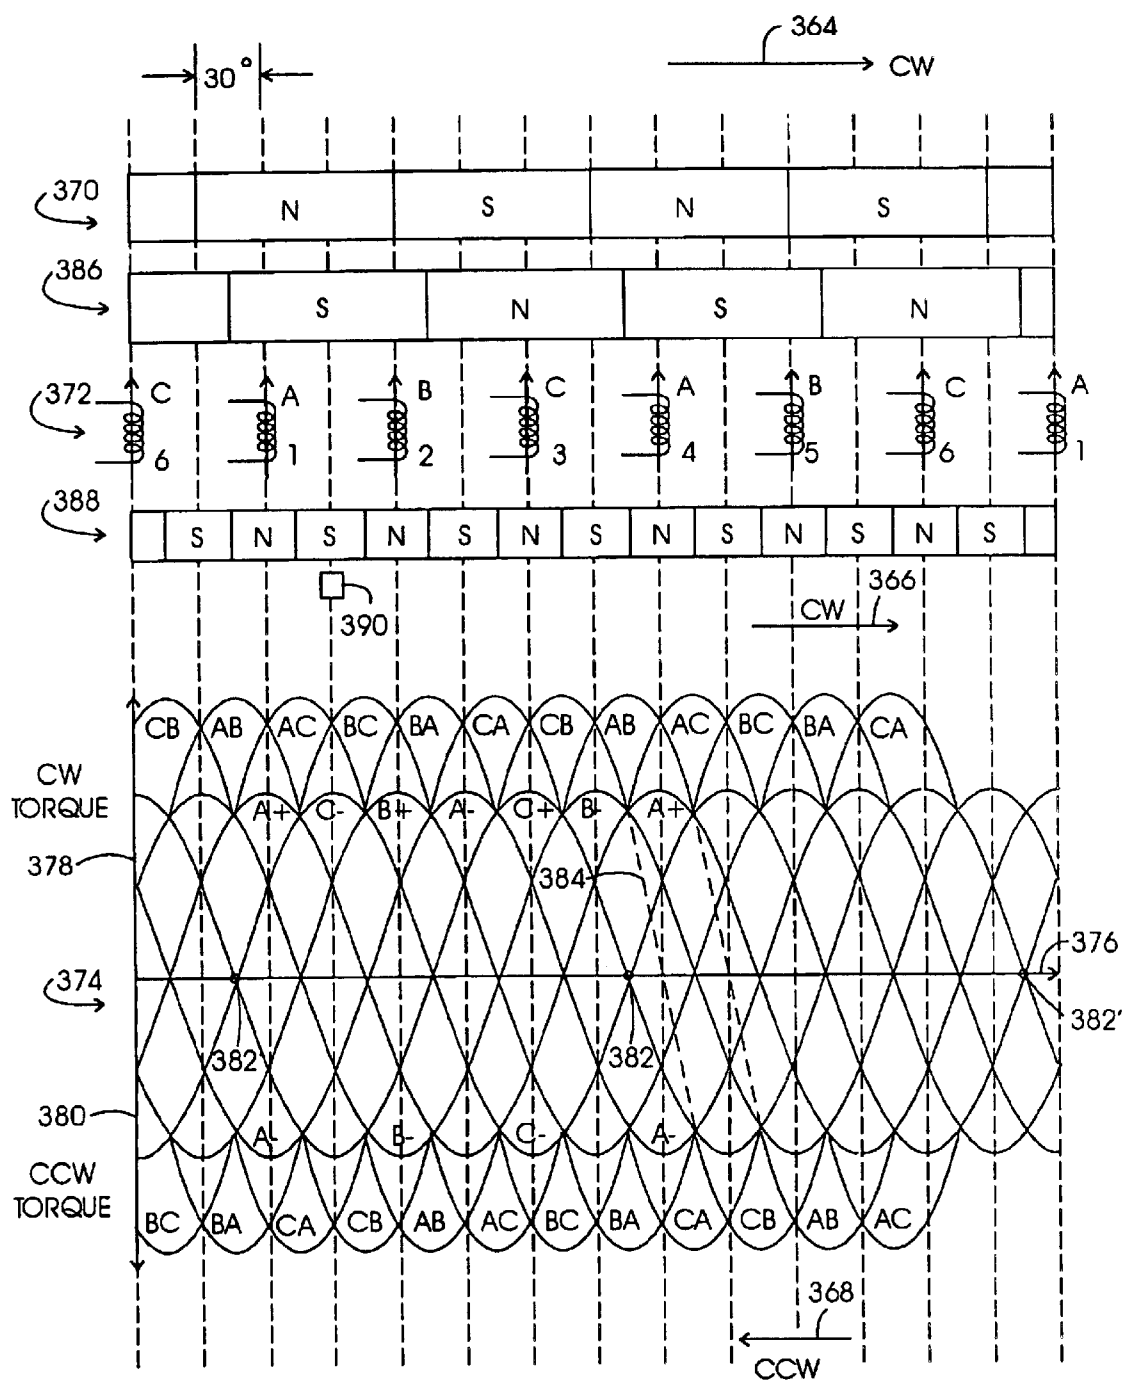 364
30° CW
370 N S N S
386 S N S N
372 C A B C A B C A
6 1 2 3 4 5 6 1
388 S N S N S N S N S N S N S
390 CW 366
CB AB AC BC BA CA CB AB AC BC BA CA
CW TORQUE
A+ C- B+ A- C+ B- A+
378 384
376
374
382' 382 382'
380
A- B- C- A-
CCW TORQUE
BC BA CA CB AB AC BC BA CA CB AB AC
368
CCW